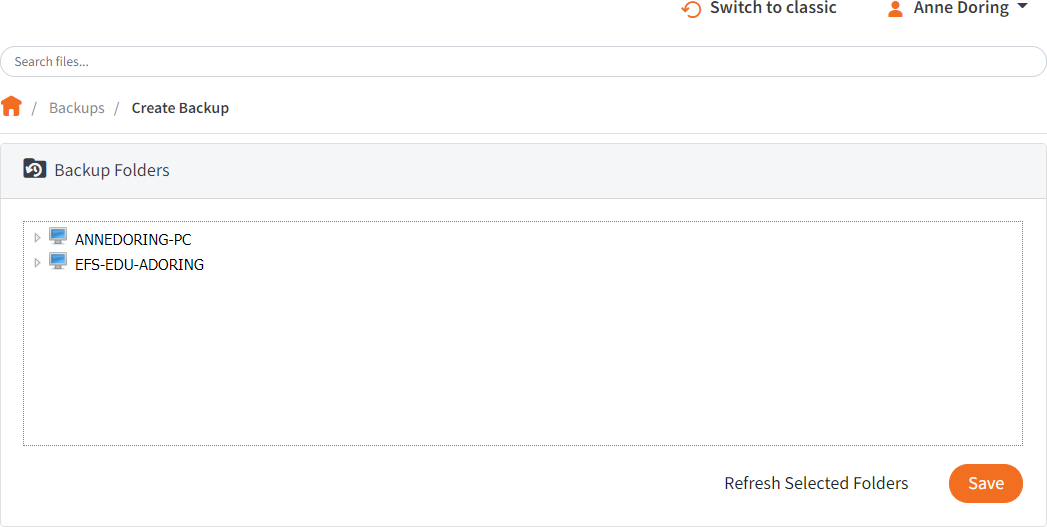 Switch to classic Anne Doring
Search files...
/ Backups / Create Backup
Backup Folders
ANNEDORING-PC
EFS-EDU-ADORING
Refresh Selected Folders Save